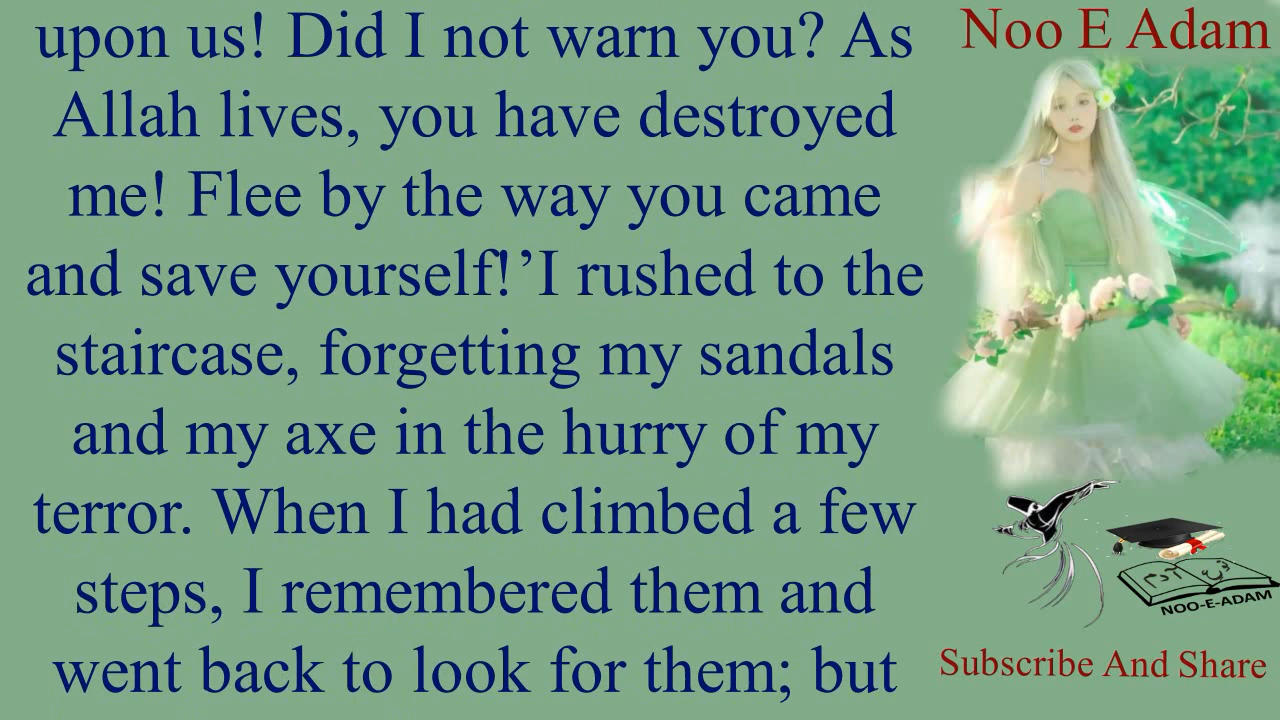 upon us! Did I not warn you? As
Allah lives, you have destroyed
me! Flee by the way you came
and save yourself!’I rushed to the
staircase, forgetting my sandals
and my axe in the hurry of my
terror. When I had climbed a few
steps, I remembered them and
went back to look for them; but
Noo E Adam
نوع آدم
NOO-E-ADAM
Subscribe And Share